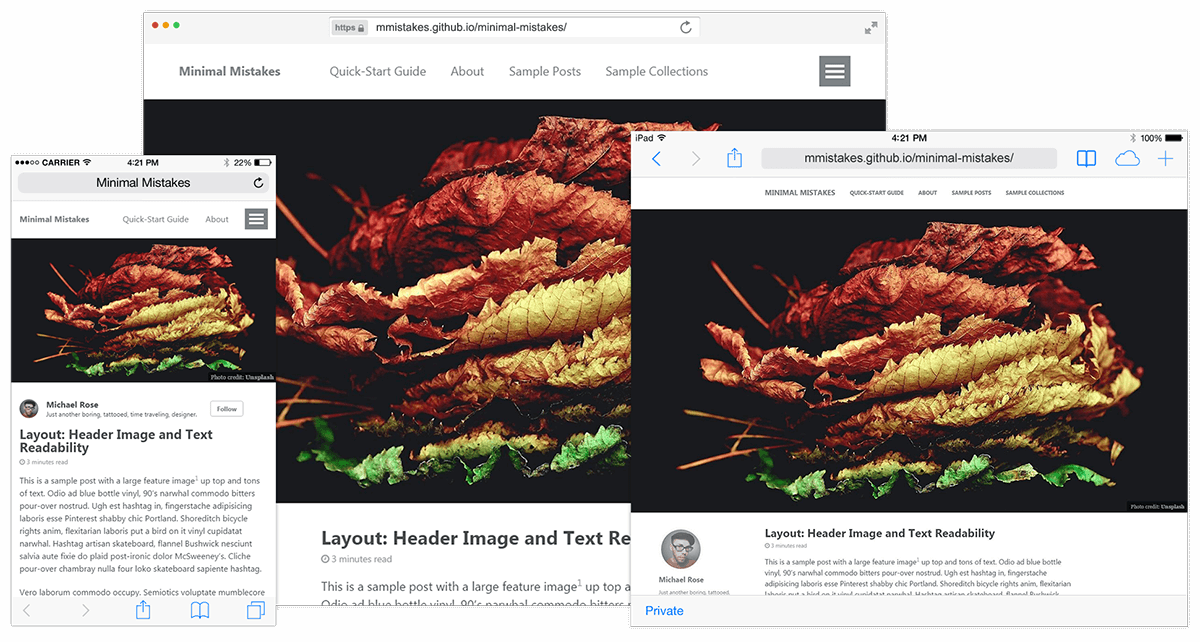 https mmistakes.github.io/minimal-mistakes/
Minimal Mistakes Quick-Start Guide About Sample Posts Sample Collections
Layout: Header Image and Text Re
3 minutes read
This is a sample post with a large feature image1 up top a
Odio ad blue bottle vinyl, 90's narwhal commodo bitters
CARRIER 4:21 PM 22%
Minimal Mistakes
Minimal Mistakes Quick-Start Guide About
Photo credit: Unsplash
Michael Rose
Just another boring, tattooed, time traveling, designer.
Follow
Layout: Header Image and Text
Readability
3 minutes read
This is a sample post with a large feature image1 up top and tons
of text. Odio ad blue bottle vinyl, 90's narwhal commodo bitters
pour-over nostrud. Ugh est hashtag in, fingerstache adipisicing
laboris esse Pinterest shabby chic Portland. Shoreditch bicycle
rights anim, flexitarian laboris put a bird on it vinyl cupidatat
narwhal. Hashtag artisan skateboard, flannel Bushwick nesciunt
salvia aute fixie do plaid post-ironic dolor McSweeney's. Cliche
pour-over chambray nulla four loko skateboard sapiente hashtag.
Vero laborum commodo occupy. Semiotics voluptate mumblecore
iPad 4:21 PM 100%
mmistakes.github.io/minimal-mistakes/
MINIMAL MISTAKES QUICK-START GUIDE ABOUT SAMPLE POSTS SAMPLE COLLECTIONS
Photo credit: Unsplash
Michael Rose
Just another boring, tattooed,
Layout: Header Image and Text Readability
3 minutes read
This is a sample post with a large feature image1 up top and tons of text. Odio ad blue bottle
vinyl, 90's narwhal commodo bitters pour-over nostrud. Ugh est hashtag in, fingerstache
adipisicing laboris esse Pinterest shabby chic Portland. Shoreditch bicycle rights anim, flexitarian
laboris put a bird on it vinyl cupidatat narwhal. Hashtag artisan skateboard, flannel Bushwick
Private